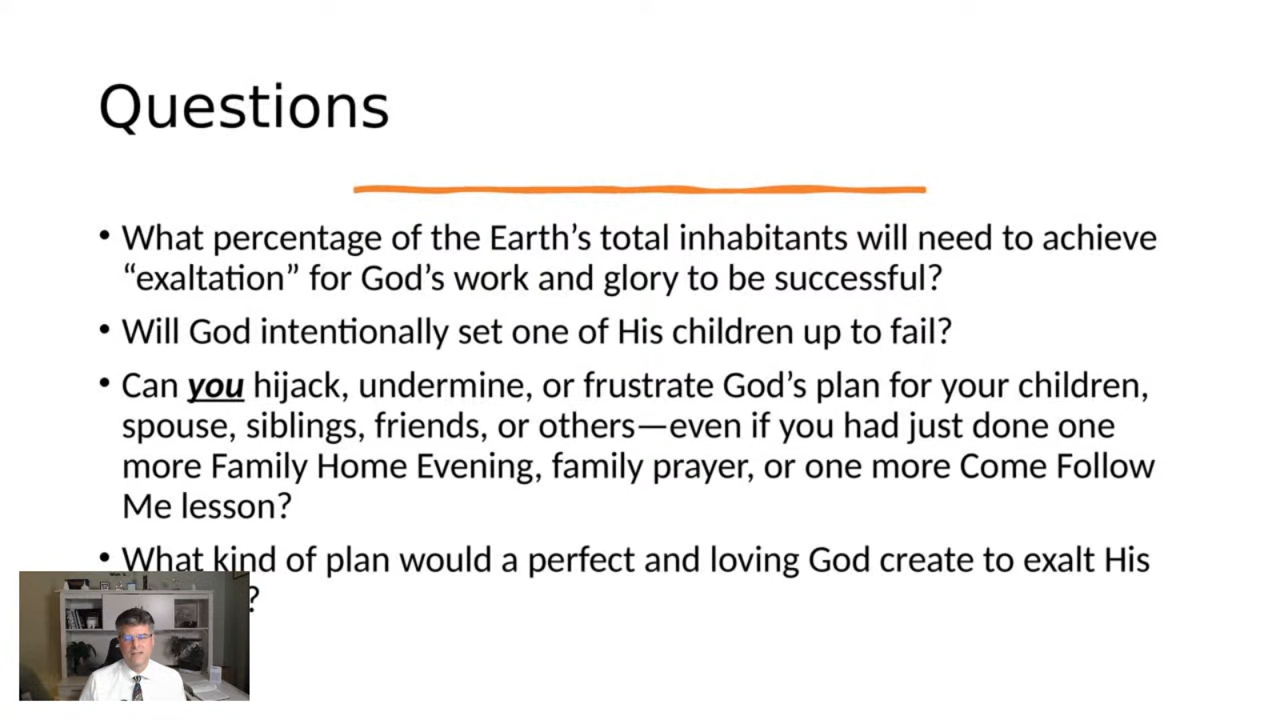 Questions
• What percentage of the Earth’s total inhabitants will need to achieve
“exaltation” for God’s work and glory to be successful?
• Will God intentionally set one of His children up to fail?
• Can you hijack, undermine, or frustrate God’s plan for your children,
spouse, siblings, friends, or others—even if you had just done one
more Family Home Evening, family prayer, or one more Come Follow
Me lesson?
• What kind of plan would a perfect and loving God create to exalt His
?